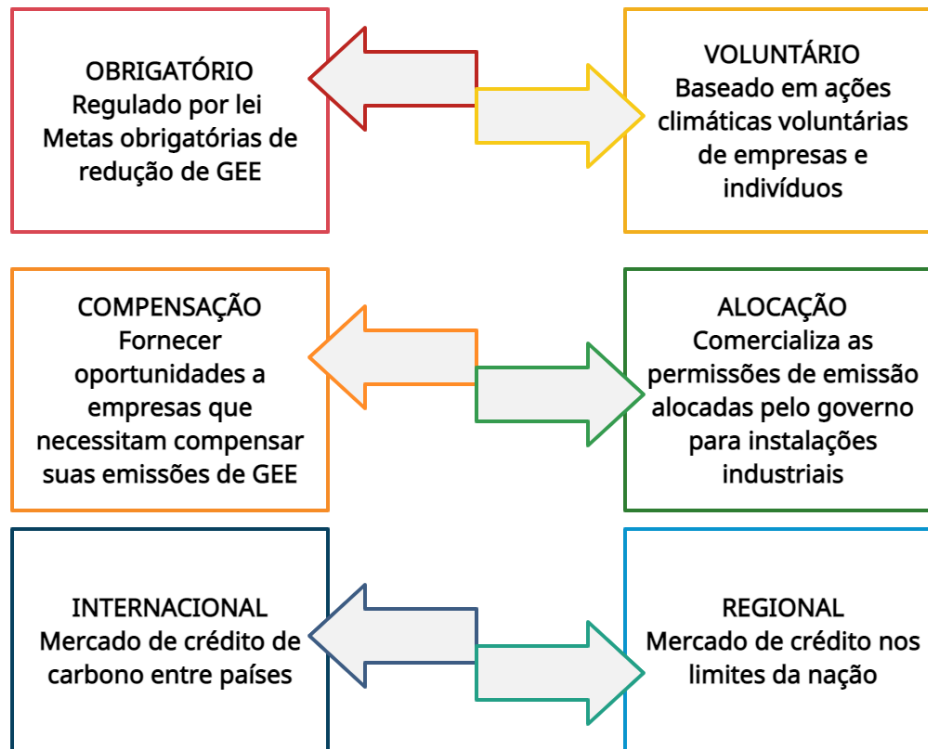 OBRIGATÓRIO
Regulado por lei
Metas obrigatórias de
redução de GEE
VOLUNTÁRIO
Baseado em ações
climáticas voluntárias
de empresas e
indivíduos
COMPENSAÇÃO
Fornecer
oportunidades a
empresas que
necessitam compensar
suas emissões de GEE
ALOCAÇÃO
Comercializa as
permissões de emissão
alocadas pelo governo
para instalações
industriais
INTERNACIONAL
Mercado de crédito de
carbono entre países
REGIONAL
Mercado de crédito nos
limites da nação